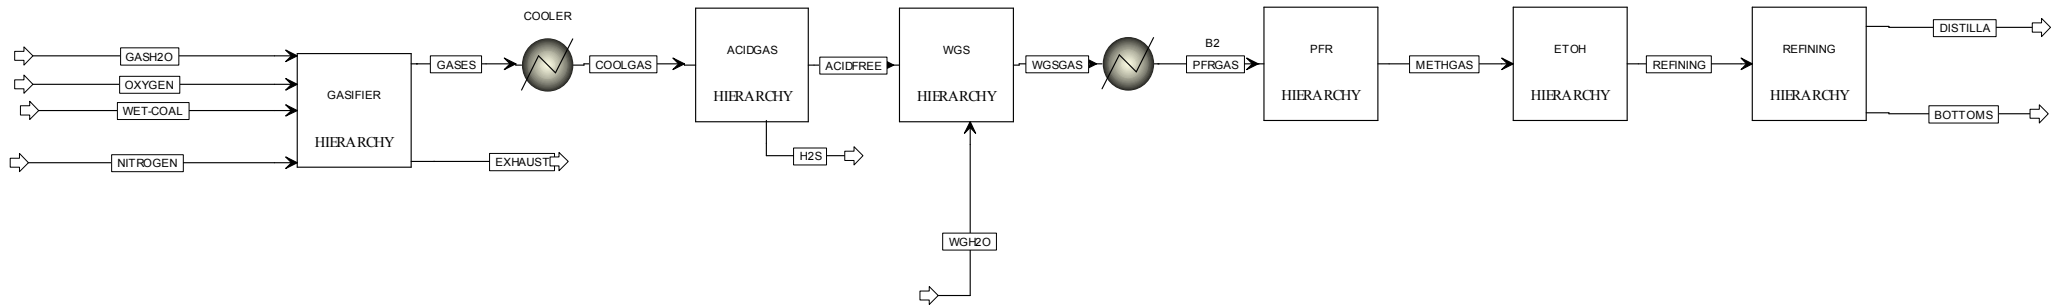 COOLER
GASH2O
OXYGEN
WET-COAL
NITROGEN
GASIFIER
HIERARCHY
GASES
EXHAUST
COOLGAS
ACIDGAS
HIERARCHY
H2S
ACIDFREE
WGS
HIERARCHY
WGH2O
WGSGAS
B2
PFRGAS
PFR
HIERARCHY
METHGAS
ETOH
HIERARCHY
REFINING
REFINING
HIERARCHY
DISTILLA
BOTTOMS